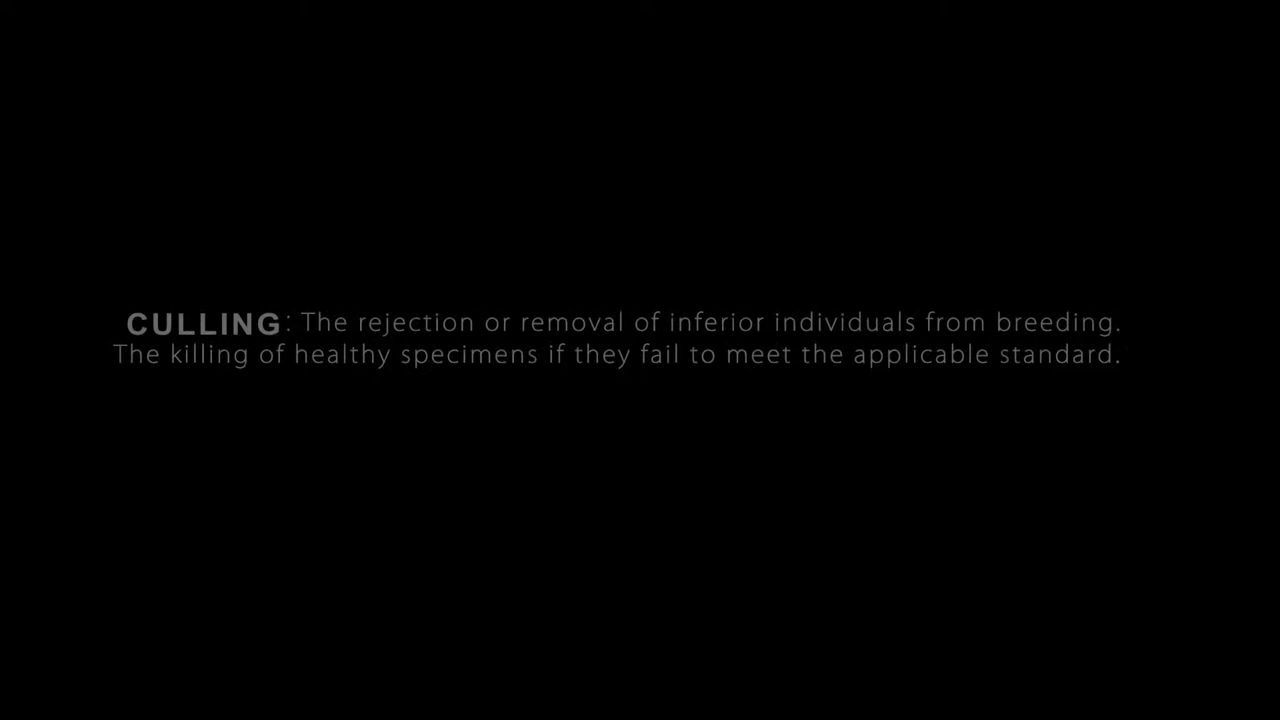 CULLING: The rejection or removal of inferior individuals from breeding.
The killing of healthy specimens if they fail to meet the applicable standard.